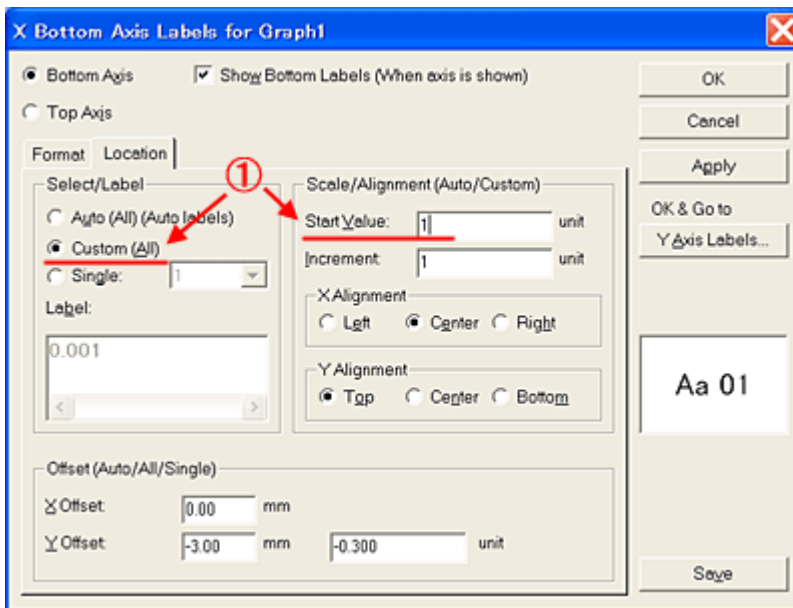 X Bottom Axis Labels for Graph1
Bottom Axis
Show Bottom Labels (When axis is shown)
OK
Top Axis
Cancel
Format
Location
Apply
①
Select/Label
Scale/Alignment (Auto/Custom)
Auto (All) (Auto labels)
Start Value:
1
unit
OK & Go to
Custom (All)
Y Axis Labels...
Increment:
1
unit
Single:
1
X Alignment
Label:
Left
Center
Right
0.001
Y Alignment
Top
Center
Bottom
Aa 01
Offset (Auto/All/Single)
X Offset:
0.00
mm
Y Offset:
-3.00
mm
-0.300
unit
Save